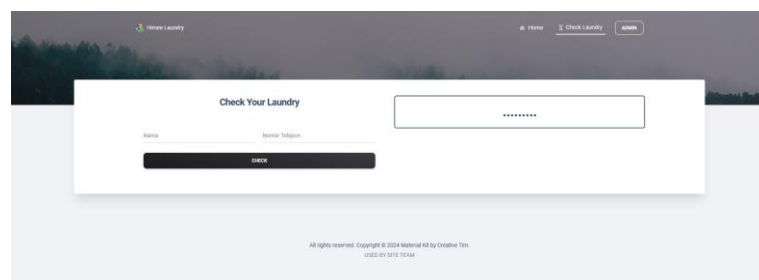 Himee Laundry
Home
Check Laundry
ADMIN
Check Your Laundry
.........
Name
Nomor Telepon
CHECK
All rights reserved. Copyright © 2024 Material Kit by Creative Tim.
USED BY SITE TEAM